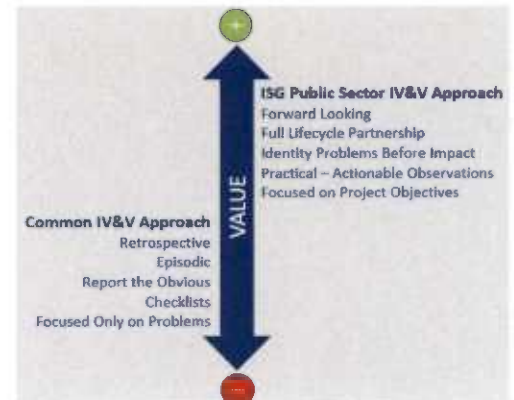 ISG Public Sector IV&V Approach
Forward Looking
Full Lifecycle Partnership
Identity Problems Before Impact
Practical – Actionable Observations
Focused on Project Objectives
VALUE
Common IV&V Approach
Retrospective
Episodic
Report the Obvious
Checklists
Focused Only on Problems